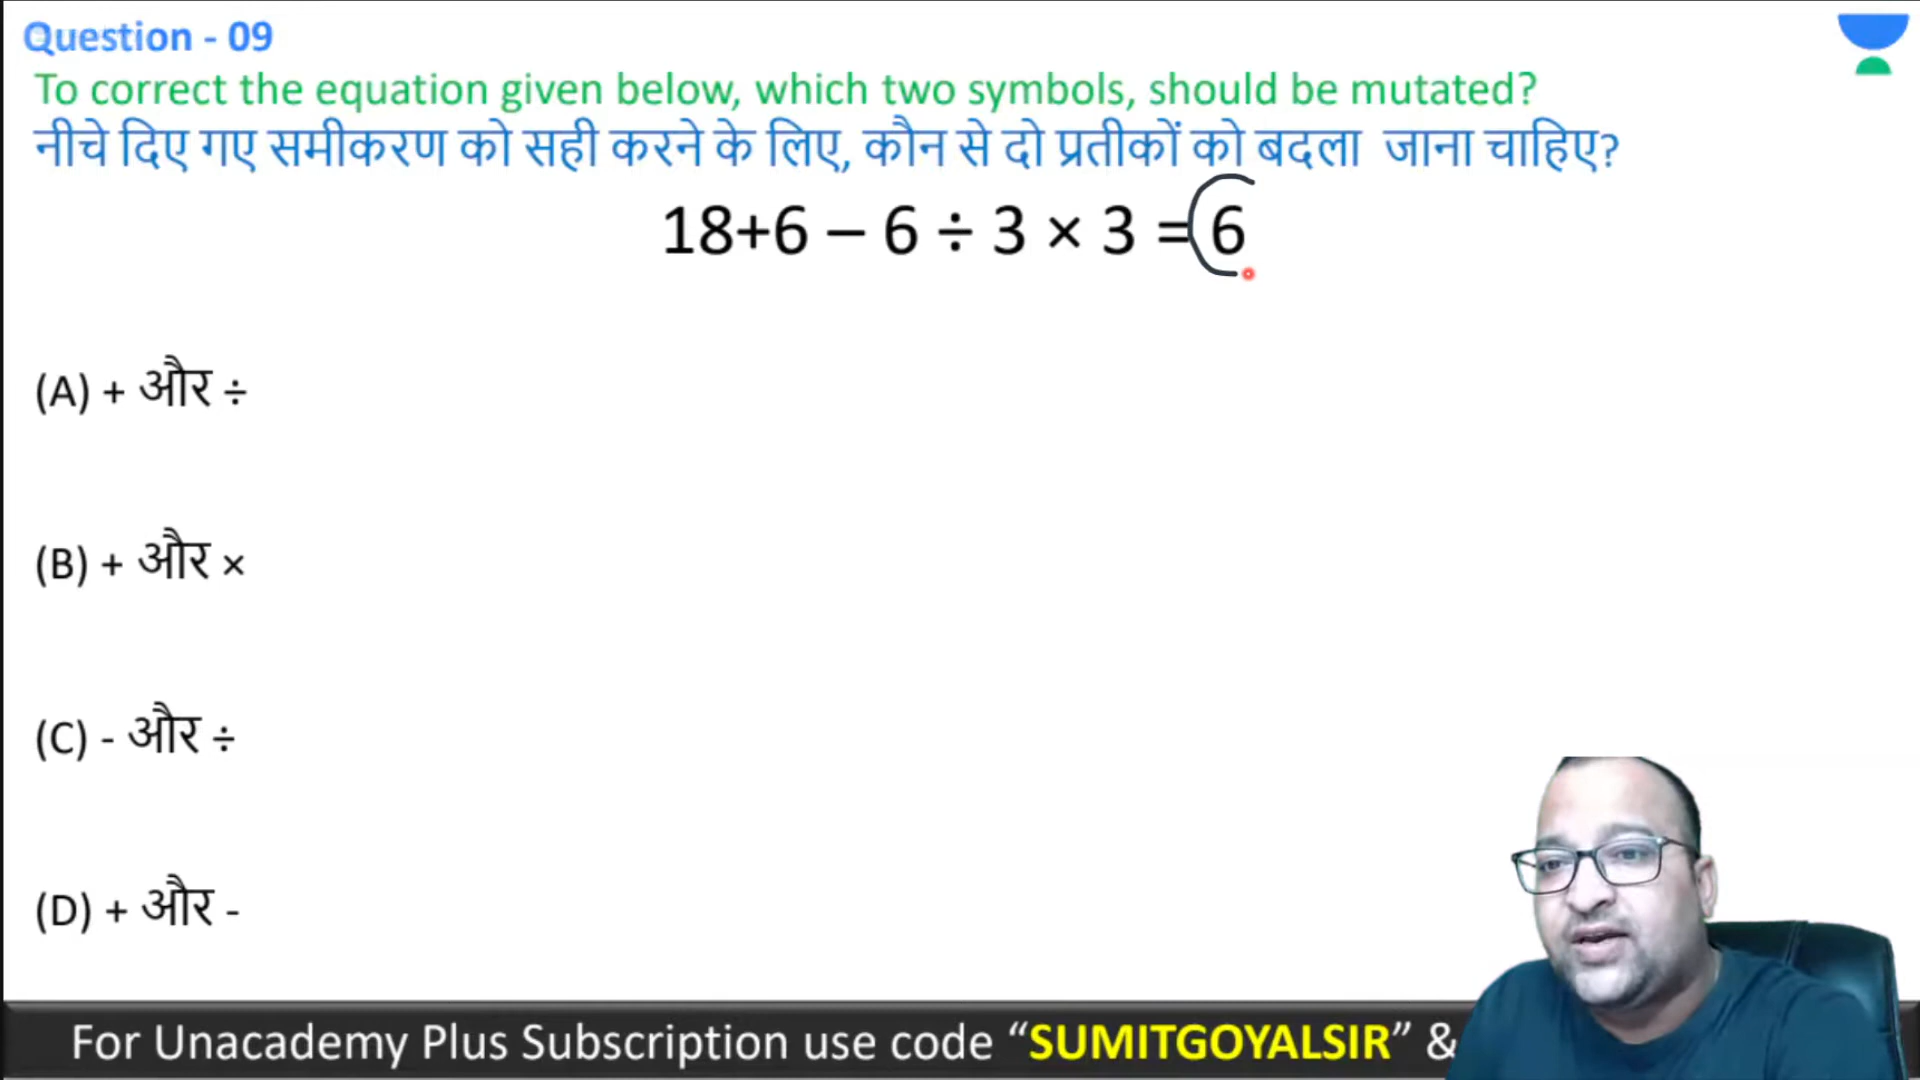 Question - 09
To correct the equation given below, which two symbols, should be mutated?
नीचे दिए गए समीकरण को सही करने के लिए, कौन से दो प्रतीकों को बदला जाना चाहिए?
18+6 – 6 ÷ 3 × 3 = 6
(A) + और ÷
(B) + और ×
(C) - और ÷
(D) + और -
For Unacademy Plus Subscription use code “SUMITGOYALSIR” &